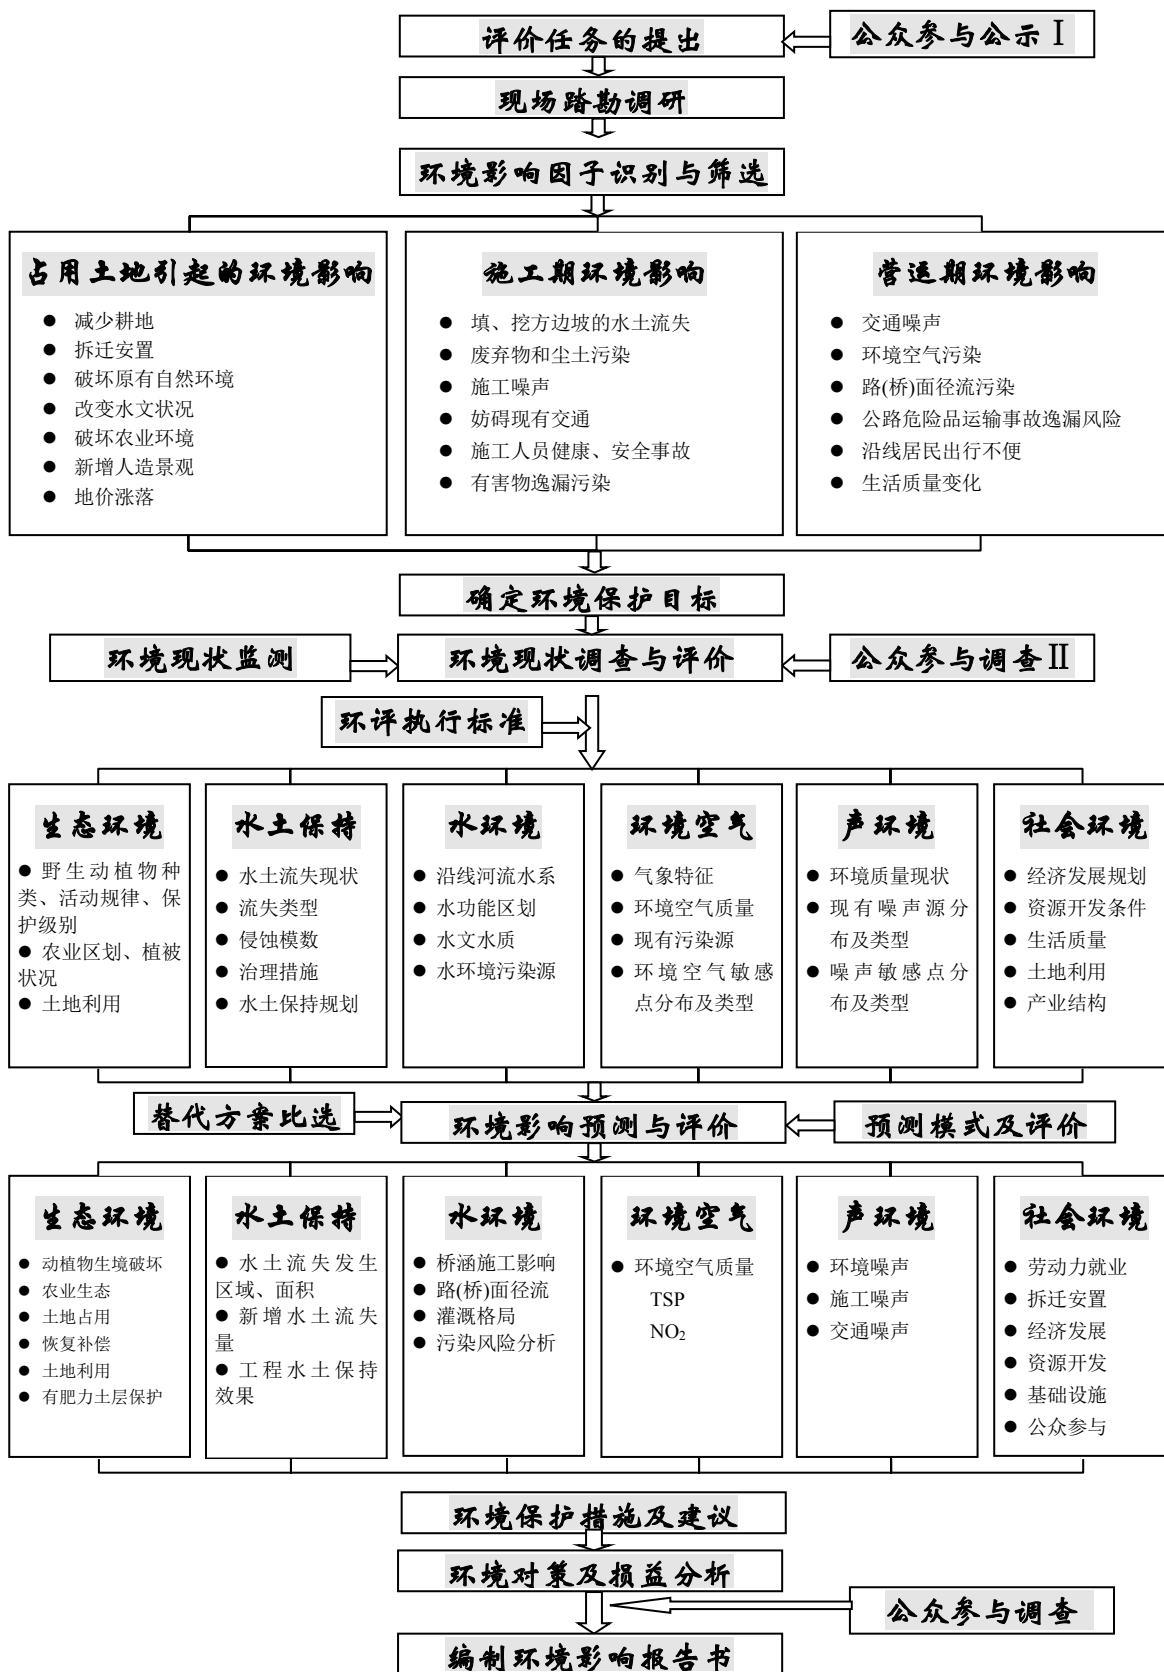 评价任务的提出
公众参与公示 Ⅰ
现场踏勘调研
环境影响因子识别与筛选
占用土地引起的环境影响
● 减少耕地
● 拆迁安置
● 破坏原有自然环境
● 改变水文状况
● 破坏农业环境
● 新增人造景观
● 地价涨落
施工期环境影响
● 填、挖方边坡的水土流失
● 废弃物和尘土污染
● 施工噪声
● 妨碍现有交通
● 施工人员健康、安全事故
● 有害物逸漏污染
营运期环境影响
● 交通噪声
● 环境空气污染
● 路(桥)面径流污染
● 公路危险品运输事故逸漏风险
● 沿线居民出行不便
● 生活质量变化
确定环境保护目标
环境现状监测
环境现状调查与评价
公众参与调查Ⅱ
环评执行标准
生态环境
● 野生动植物种
类、活动规律、保
护级别
● 农业区划、植被
状况
● 土地利用
水土保持
● 水土流失现状
● 流失类型
● 侵蚀模数
● 治理措施
● 水土保持规划
水环境
● 沿线河流水系
● 水功能区划
● 水文水质
● 水环境污染源
环境空气
● 气象特征
● 环境空气质量
● 现有污染源
● 环境空气敏感
点分布及类型
声环境
● 环境质量现状
● 现有噪声源分
布及类型
● 噪声敏感点分
布及类型
社会环境
● 经济发展规划
● 资源开发条件
● 生活质量
● 土地利用
● 产业结构
替代方案比选
环境影响预测与评价
预测模式及评价
生态环境
● 动植物生境破坏
● 农业生态
● 土地占用
● 恢复补偿
● 土地利用
● 有肥力土层保护
水土保持
● 水土流失发生
区域、面积
● 新增水土流失
量
● 工程水土保持
效果
水环境
● 桥涵施工影响
● 路(桥)面径流
● 灌溉格局
● 污染风险分析
环境空气
● 环境空气质量
TSP
NO₂
声环境
● 环境噪声
● 施工噪声
● 交通噪声
社会环境
● 劳动力就业
● 拆迁安置
● 经济发展
● 资源开发
● 基础设施
● 公众参与
环境保护措施及建议
环境对策及损益分析
公众参与调查
编制环境影响报告书